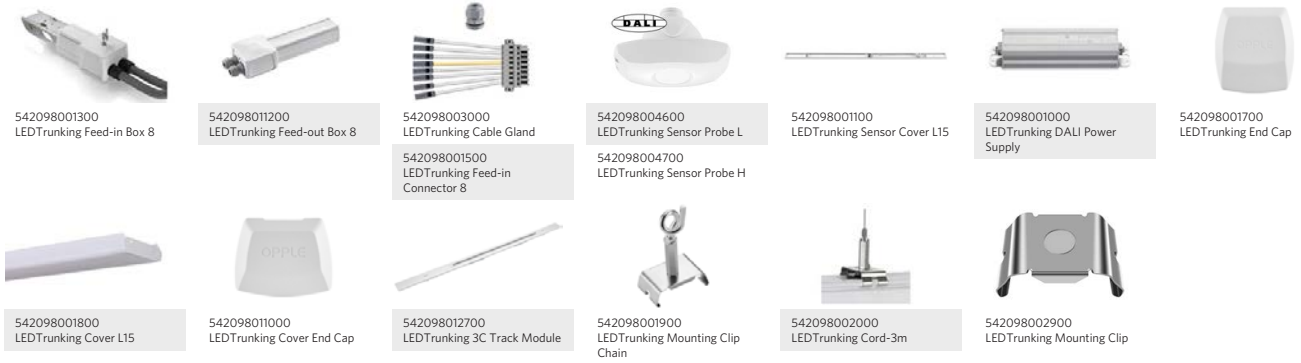 DALI
542098001300
LEDTrunking Feed-in Box 8
542098011200
LEDTrunking Feed-out Box 8
542098003000
LEDTrunking Cable Gland
542098001500
LEDTrunking Feed-in
Connector 8
542098004600
LEDTrunking Sensor Probe L
542098004700
LEDTrunking Sensor Probe H
542098001100
LEDTrunking Sensor Cover L15
542098001000
LEDTrunking DALI Power
Supply
OPPLE
542098001700
LEDTrunking End Cap
542098001800
LEDTrunking Cover L15
OPPLE
542098011000
LEDTrunking Cover End Cap
542098012700
LEDTrunking 3C Track Module
542098001900
LEDTrunking Mounting Clip
Chain
542098002000
LEDTrunking Cord-3m
542098002900
LEDTrunking Mounting Clip